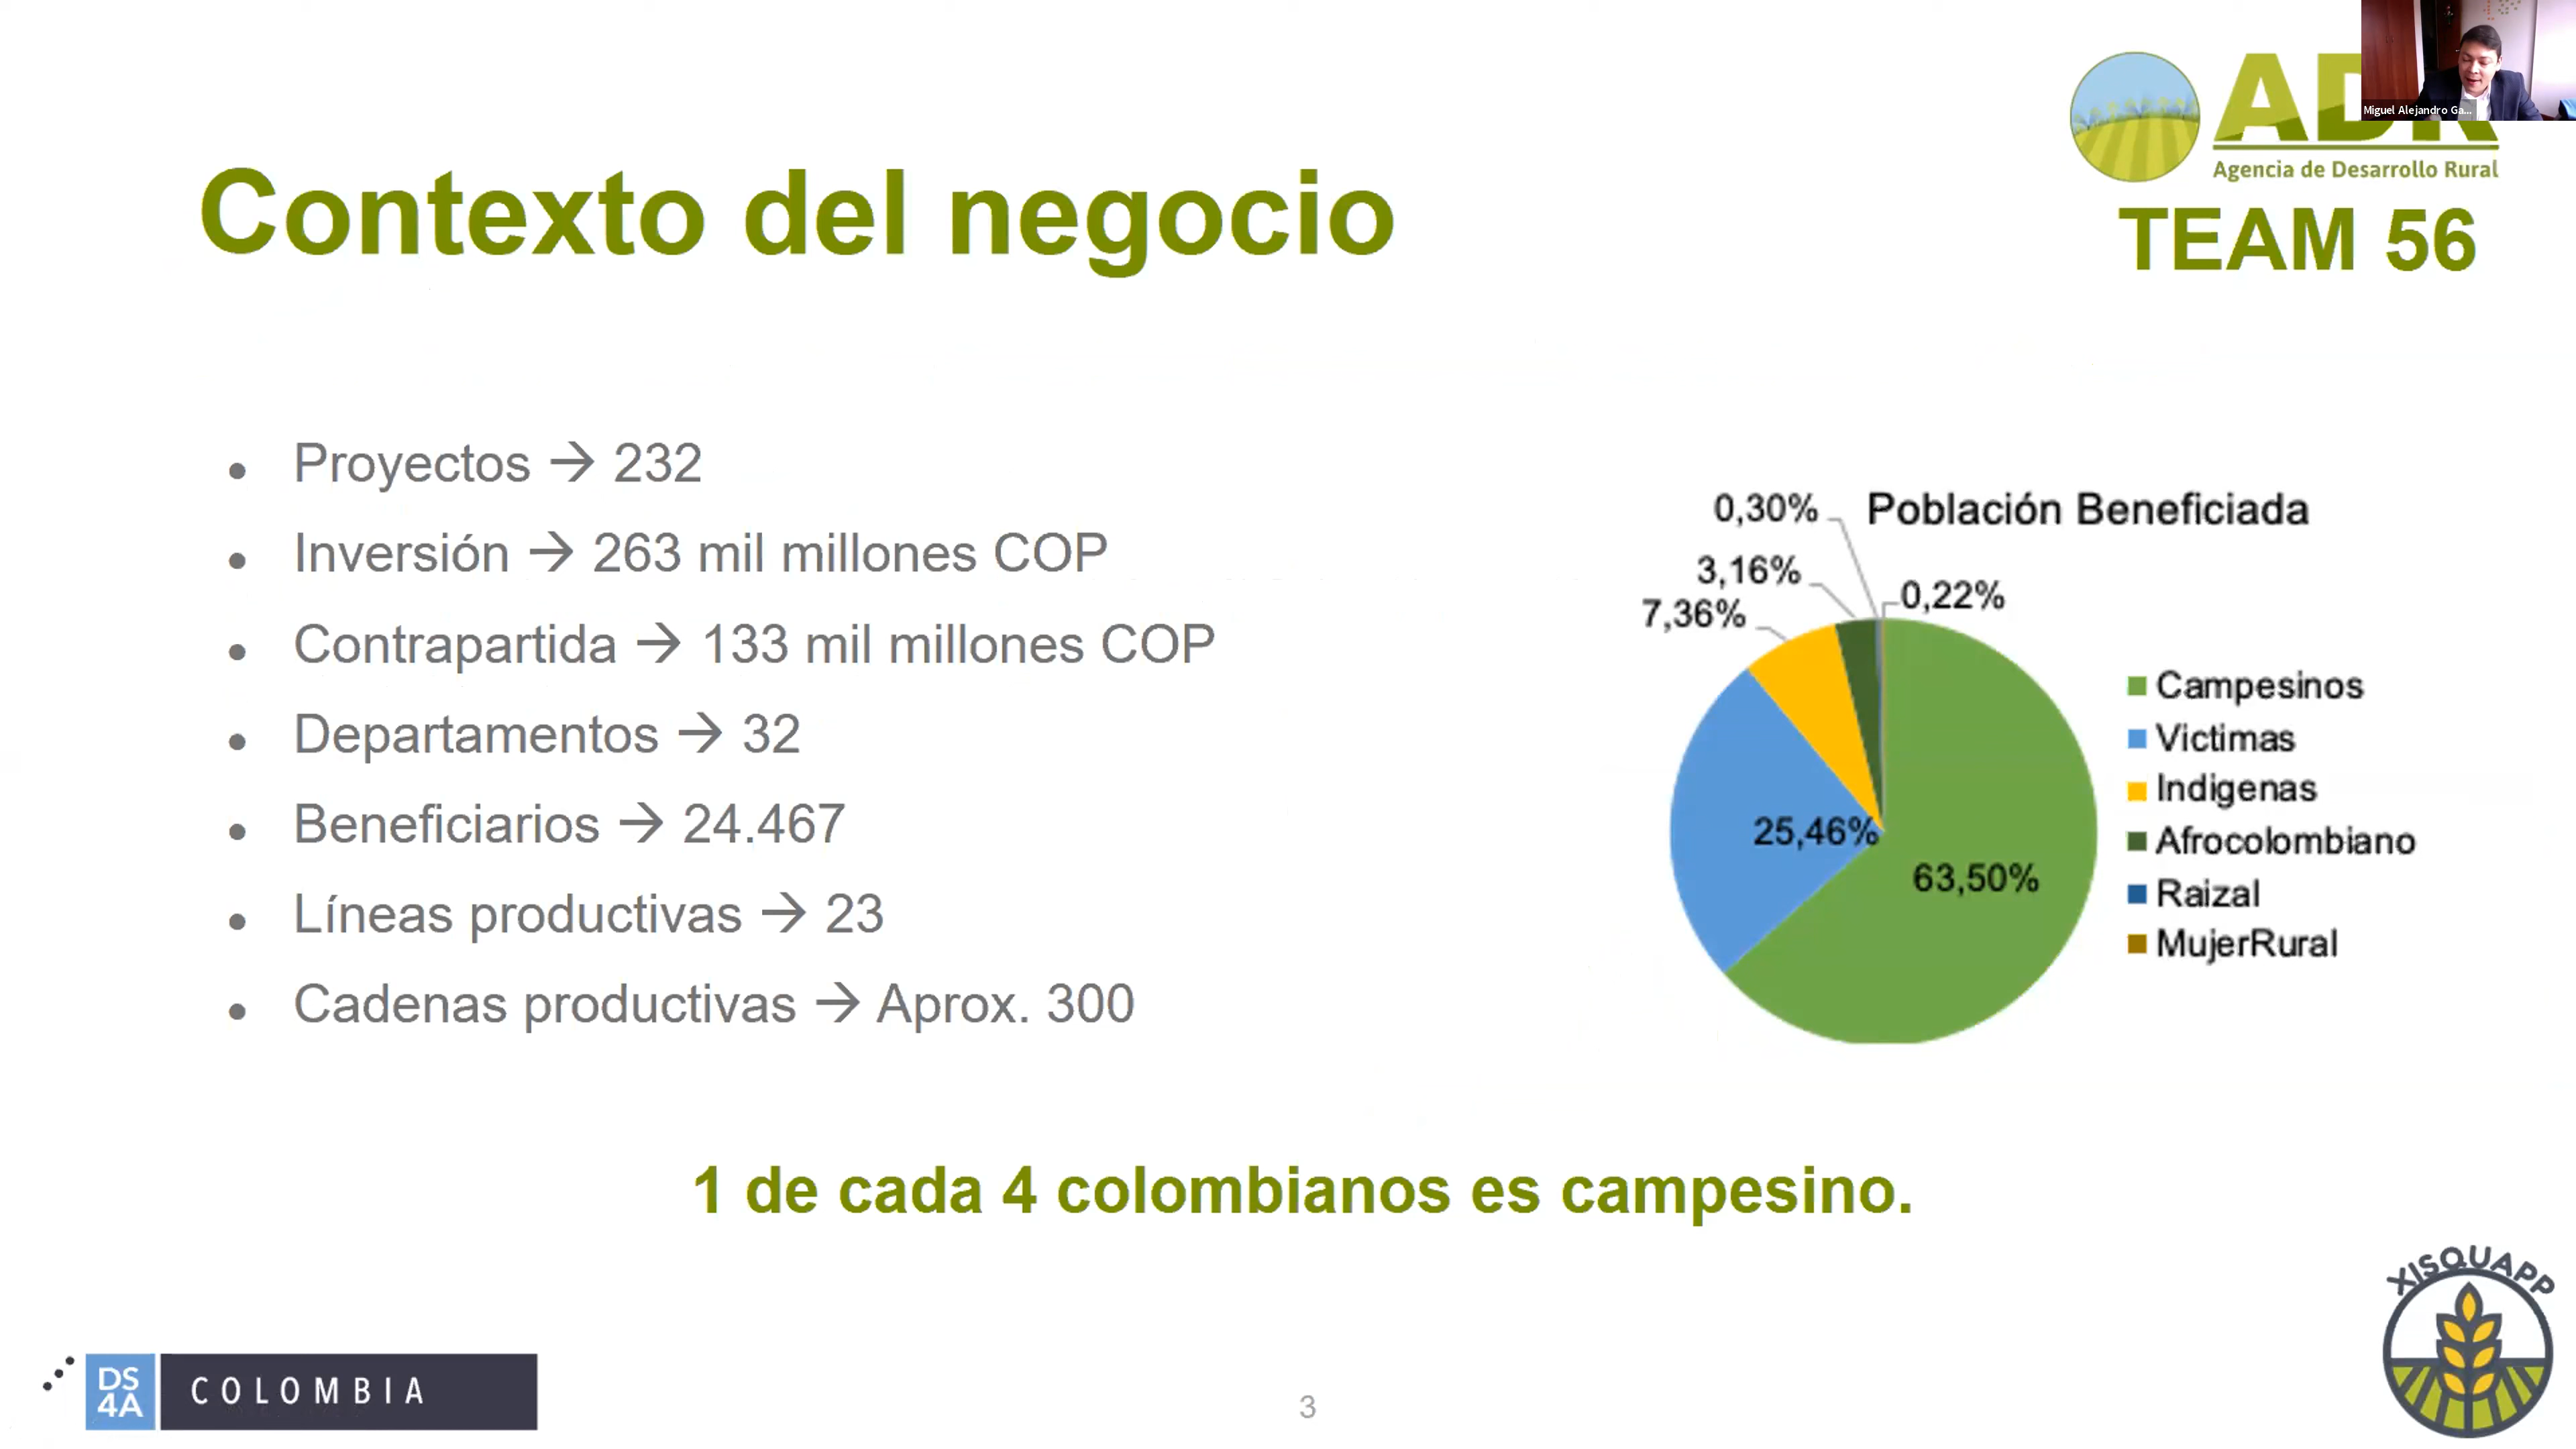 Miguel Alejandro Ga...
Agencia de Desarrollo Rural
TEAM 56
Contexto del negocio
Proyectos → 232
Inversión → 263 mil millones COP
Contrapartida → 133 mil millones COP
Departamentos → 32
Beneficiarios → 24.467
Líneas productivas → 23
Cadenas productivas → Aprox. 300
Población Beneficiada
0,30%
3,16%
0,22%
7,36%
25,46%
63,50%
Campesinos
Victimas
Indigenas
Afrocolombiano
Raizal
MujerRural
1 de cada 4 colombianos es campesino.
XISQUAPP
DS
4A
COLOMBIA
3